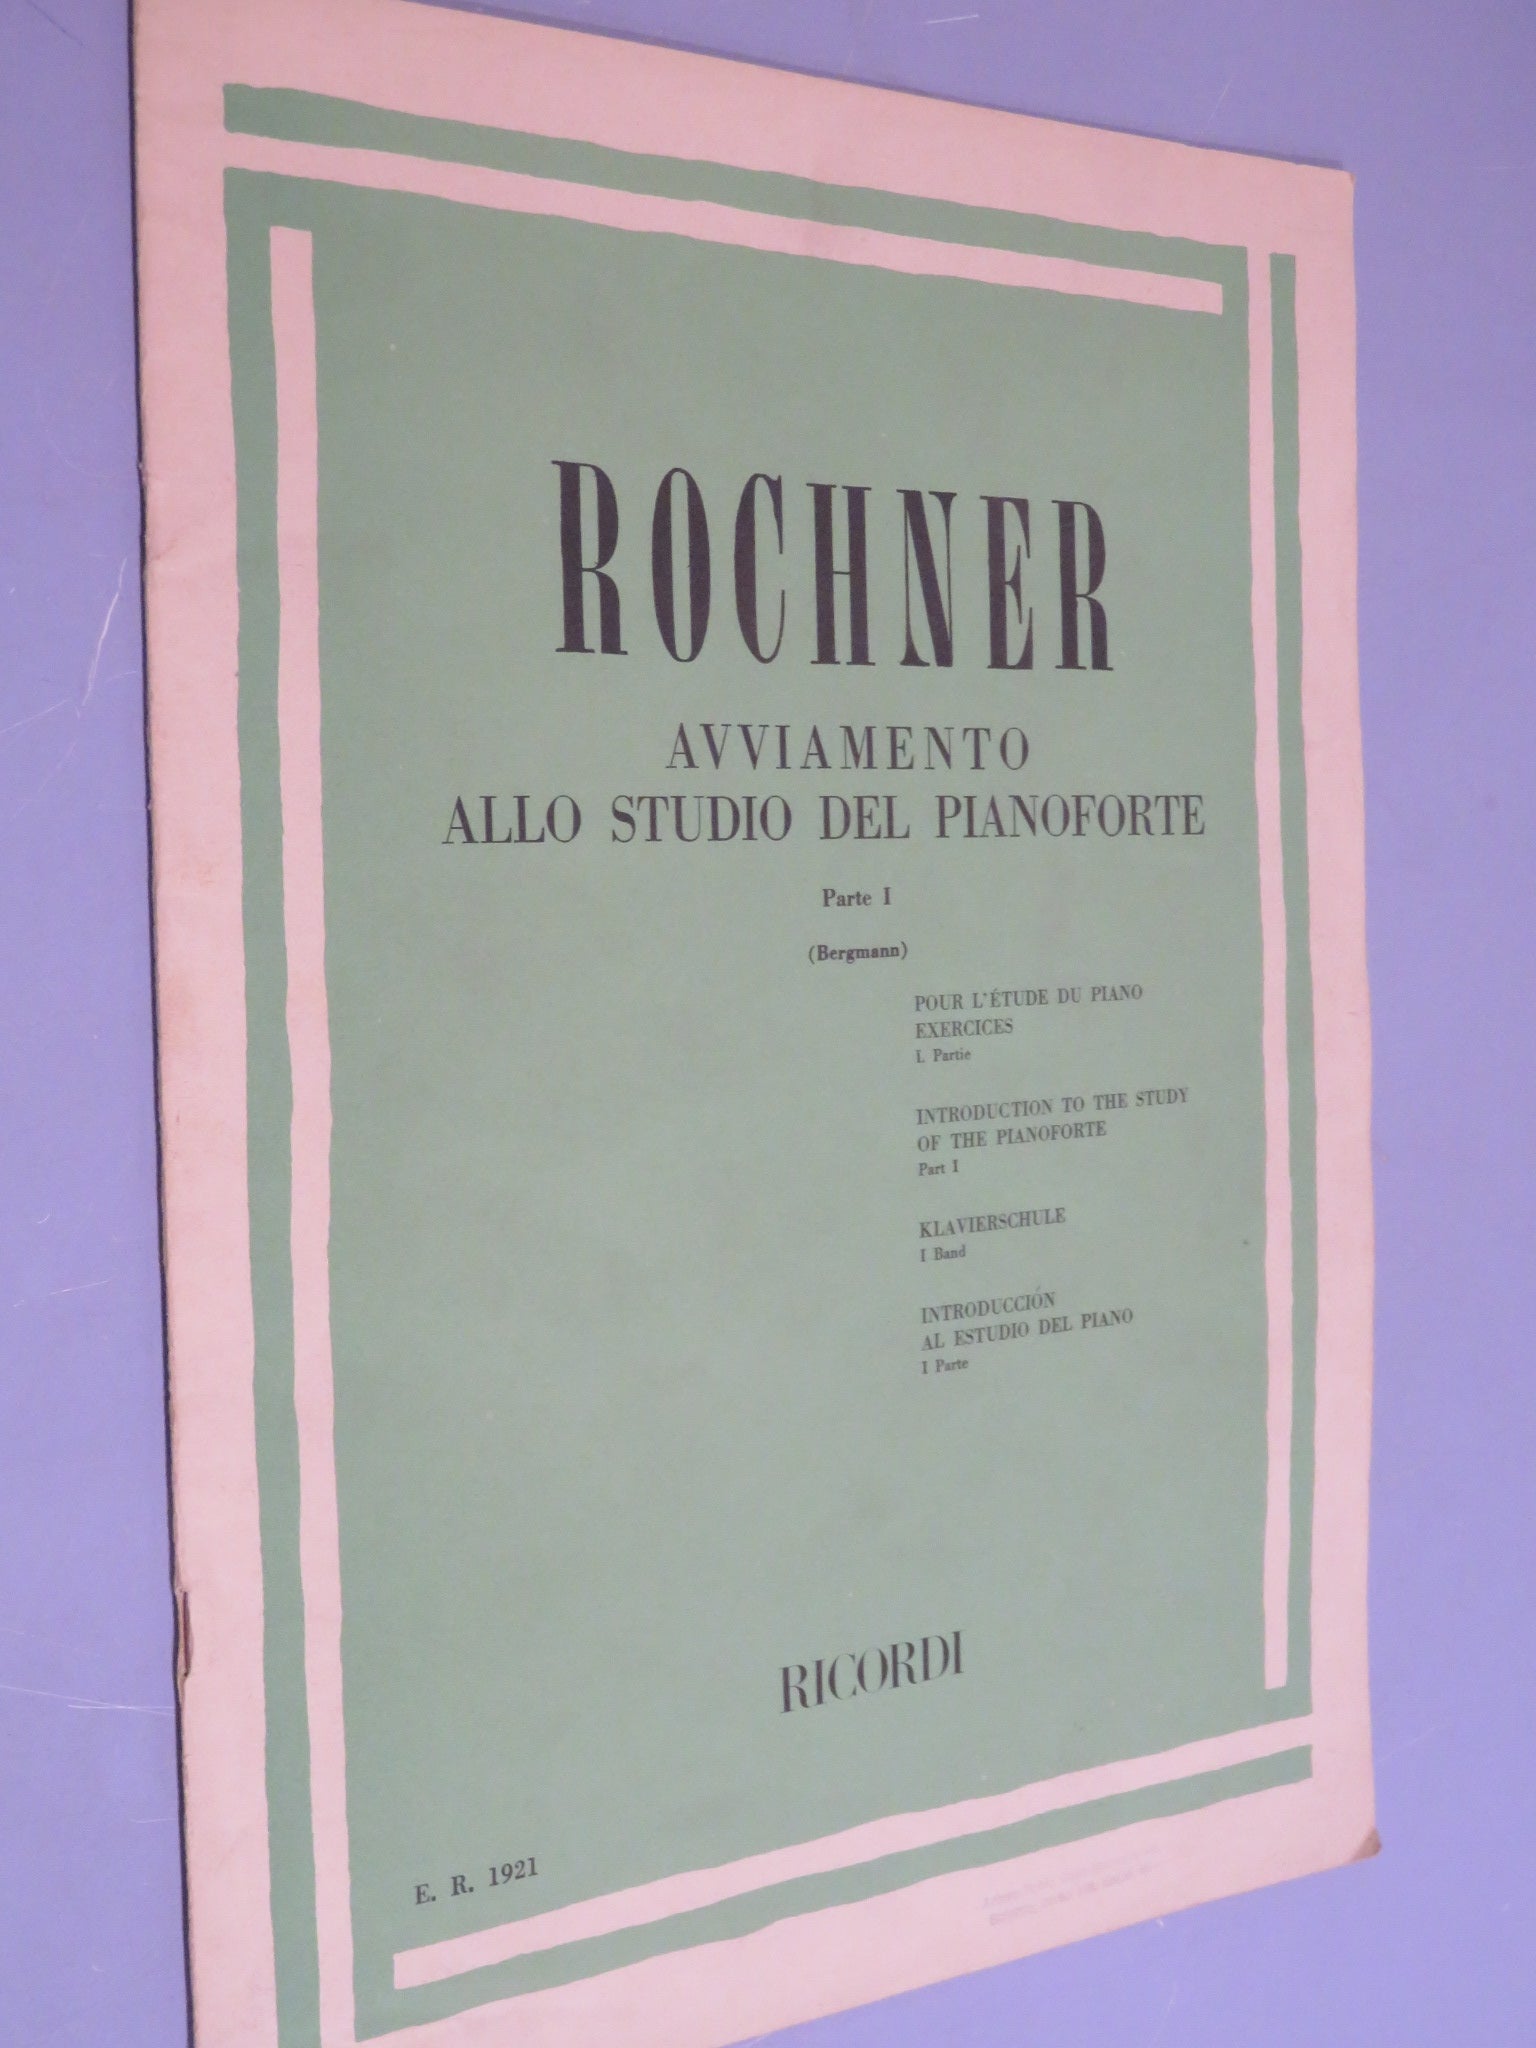 ROCHNER
AVVIAMENTO
ALLO STUDIO DEL PIANOFORTE
Parte I
(Bergmann)
POUR L'ÉTUDE DU PIANO
EXERCICES
I. Partie
INTRODUCTION TO THE STUDY
OF THE PIANOFORTE
Part I
KLAVIERSCHULE
I Band
INTRODUCCIÓN
AL ESTUDIO DEL PIANO
I Parte
RICORDI
E. R. 1921